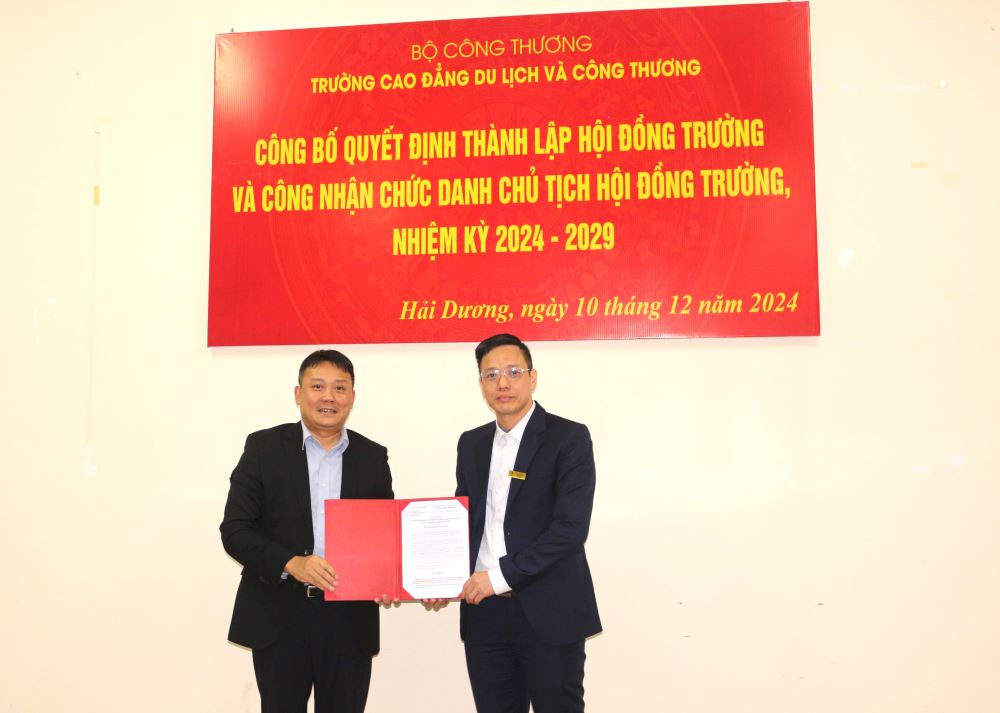 BỘ CÔNG THƯƠNG
TRƯỜNG CAO ĐẲNG DU LỊCH VÀ CÔNG THƯƠNG
CÔNG BỐ QUYẾT ĐỊNH THÀNH LẬP HỘI ĐỒNG TRƯỜNG
VÀ CÔNG NHẬN CHỨC DANH CHỦ TỊCH HỘI ĐỒNG TRƯỜNG,
NHIỆM KỲ 2024 - 2029
Hải Dương, ngày 10 tháng 12 năm 2024